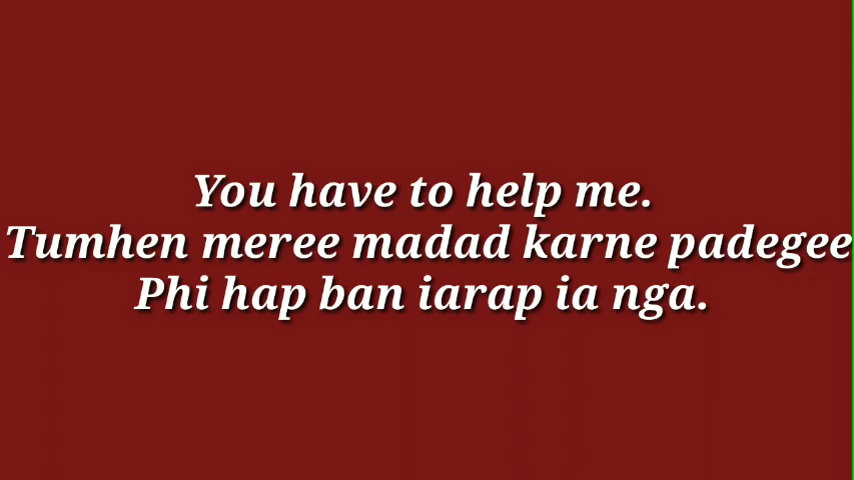 You have to help me.
Tumhen meree madad karne padegee
Phi hap ban iarap ia nga.